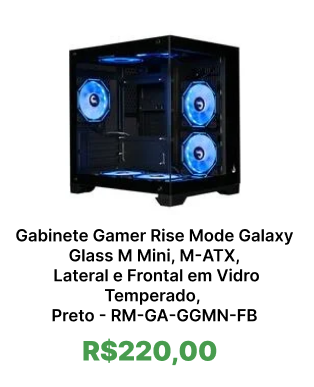 Gabinete Gamer Rise Mode Galaxy
Glass M Mini, M-ATX,
Lateral e Frontal em Vidro
Temperado,
Preto - RM-GA-GGMN-FB
R$220,00